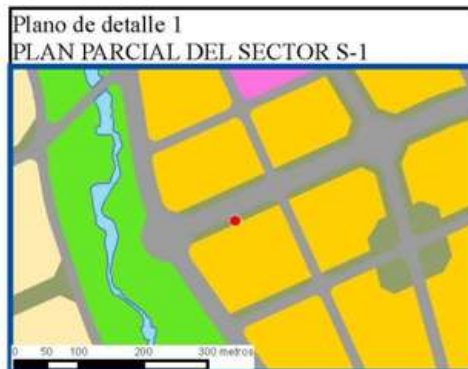 Plano de detalle 1
PLAN PARCIAL DEL SECTOR S-1
0 50 100 200 300 metros